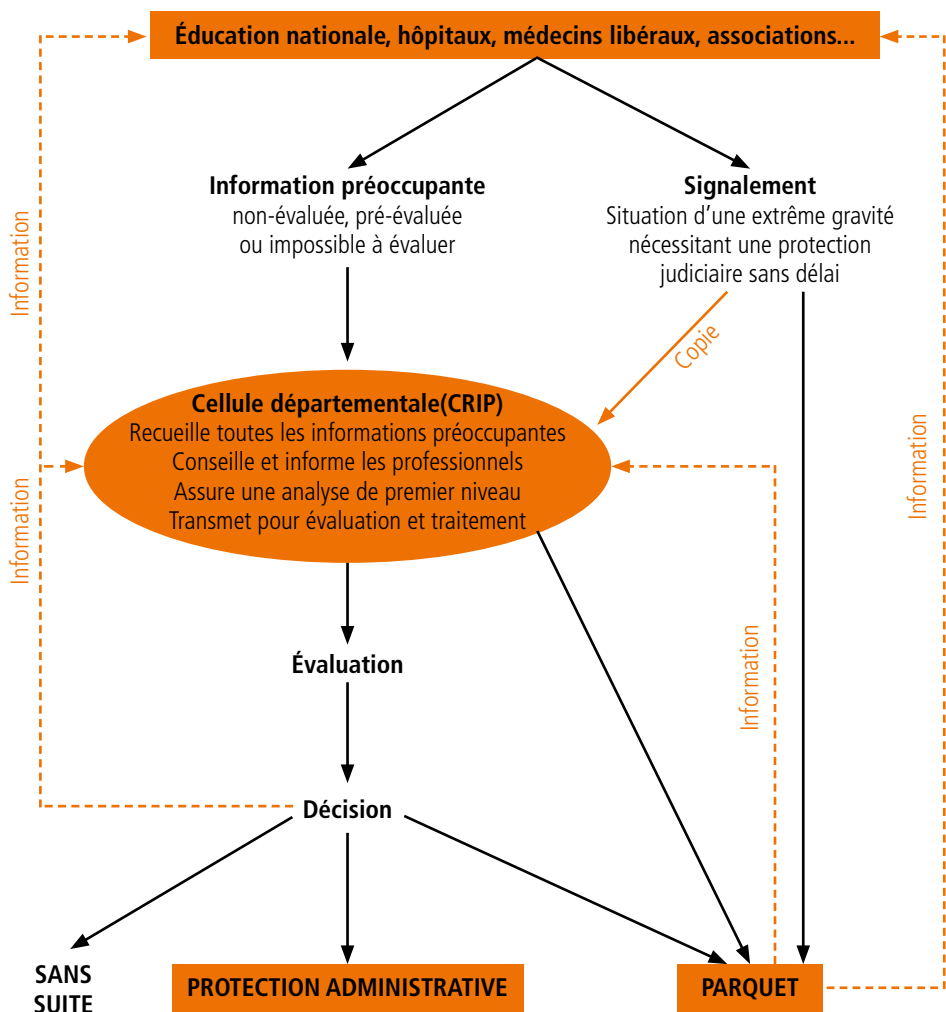 Éducation nationale, hôpitaux, médecins libéraux, associations...
Information préoccupante
non-évaluée, pré-évaluée
ou impossible à évaluer
Signalement
Situation d'une extrême gravité
nécessitant une protection
judiciaire sans délai
Information
Copie
Information
Cellule départementale(CRIP)
Recueille toutes les informations préoccupantes
Conseille et informe les professionnels
Assure une analyse de premier niveau
Transmet pour évaluation et traitement
Information
Évaluation
Information
Décision
SANS
SUITE
PROTECTION ADMINISTRATIVE
PARQUET